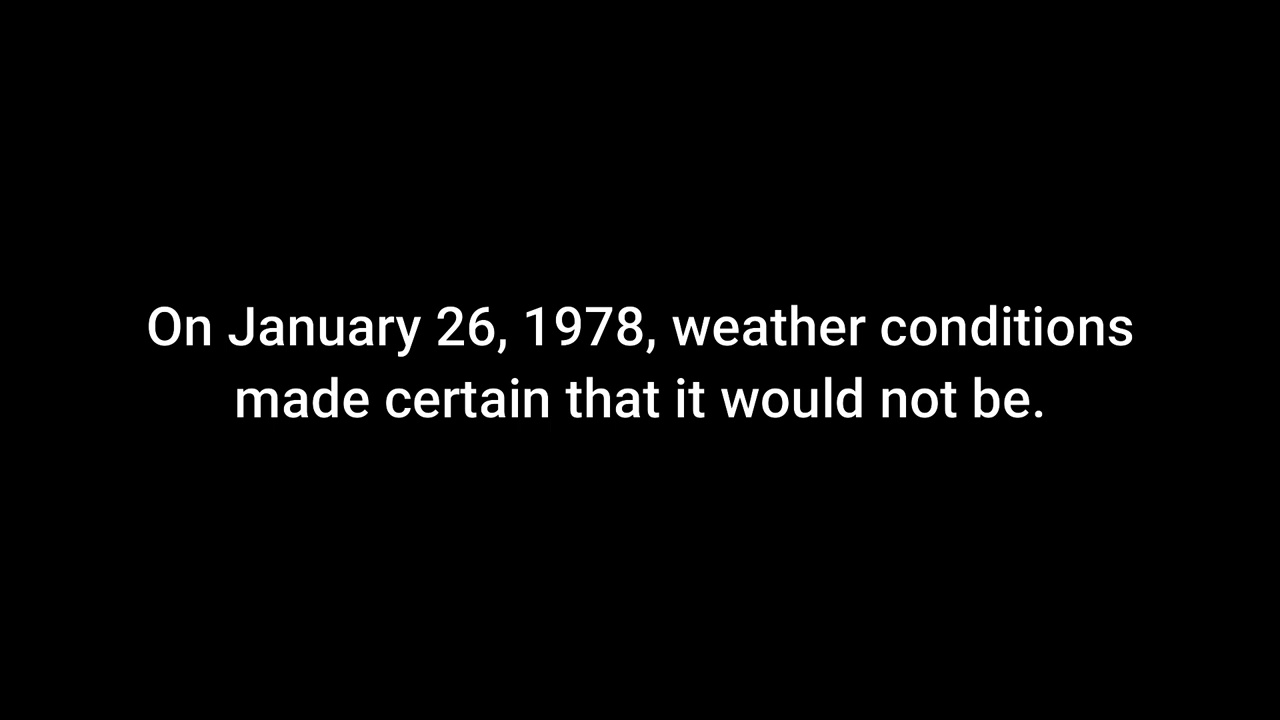 On January 26, 1978, weather conditions
made certain that it would not be.